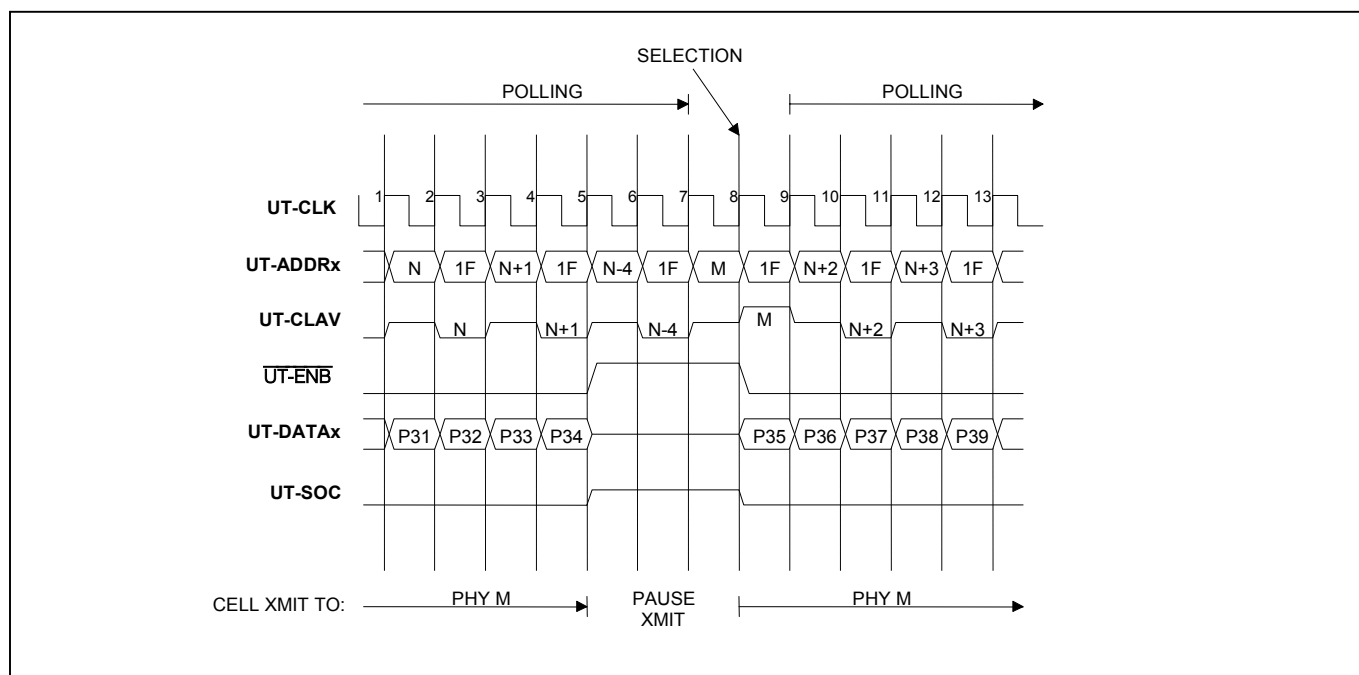 SELECTION
POLLING POLLING
UT-CLK 1 2 3 4 5 6 7 8 9 10 11 12 13
UT-ADDRx N 1F N+1 1F N-4 1F M 1F N+2 1F N+3 1F
UT-CLAV N N+1 N-4 M N+2 N+3
UT-ENB
UT-DATAx P31 P32 P33 P34 P35 P36 P37 P38 P39
UT-SOC
CELL XMIT TO: PHY M PAUSE PHY M
XMIT